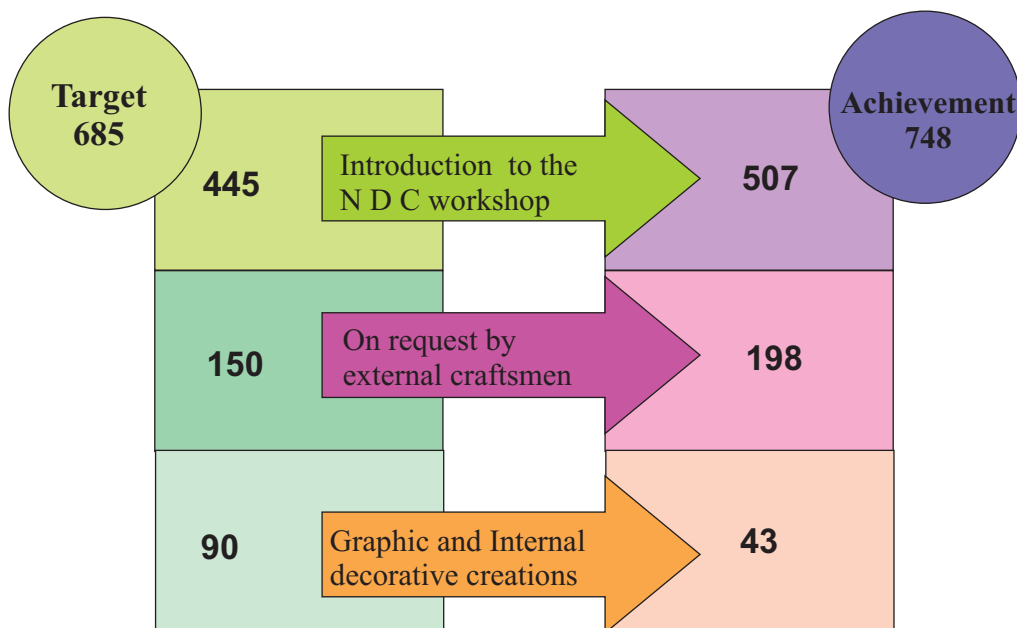 Target
685
Achievement
748
445
Introduction to the
N D C workshop
507
150
On request by
external craftsmen
198
90
Graphic and Internal
decorative creations
43